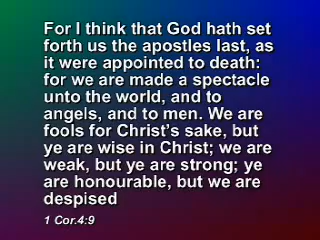 For I think that God hath set
forth us the apostles last, as
it were appointed to death:
for we are made a spectacle
unto the world, and to
angels, and to men. We are
fools for Christ's sake, but
ye are wise in Christ; we are
weak, but ye are strong; ye
are honourable, but we are
despised
1 Cor.4:9